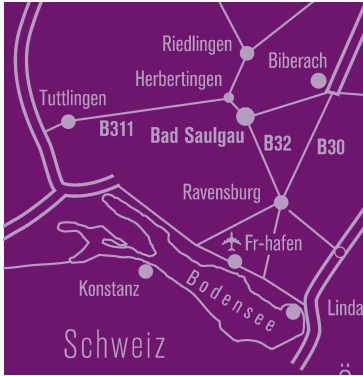 Riedlingen
Biberach
Herbertingen
Tuttlingen
B311
Bad Saulgau
B32
B30
Ravensburg
Fr-hafen
Konstanz
Bodensee
Linda
Schweiz
Ö